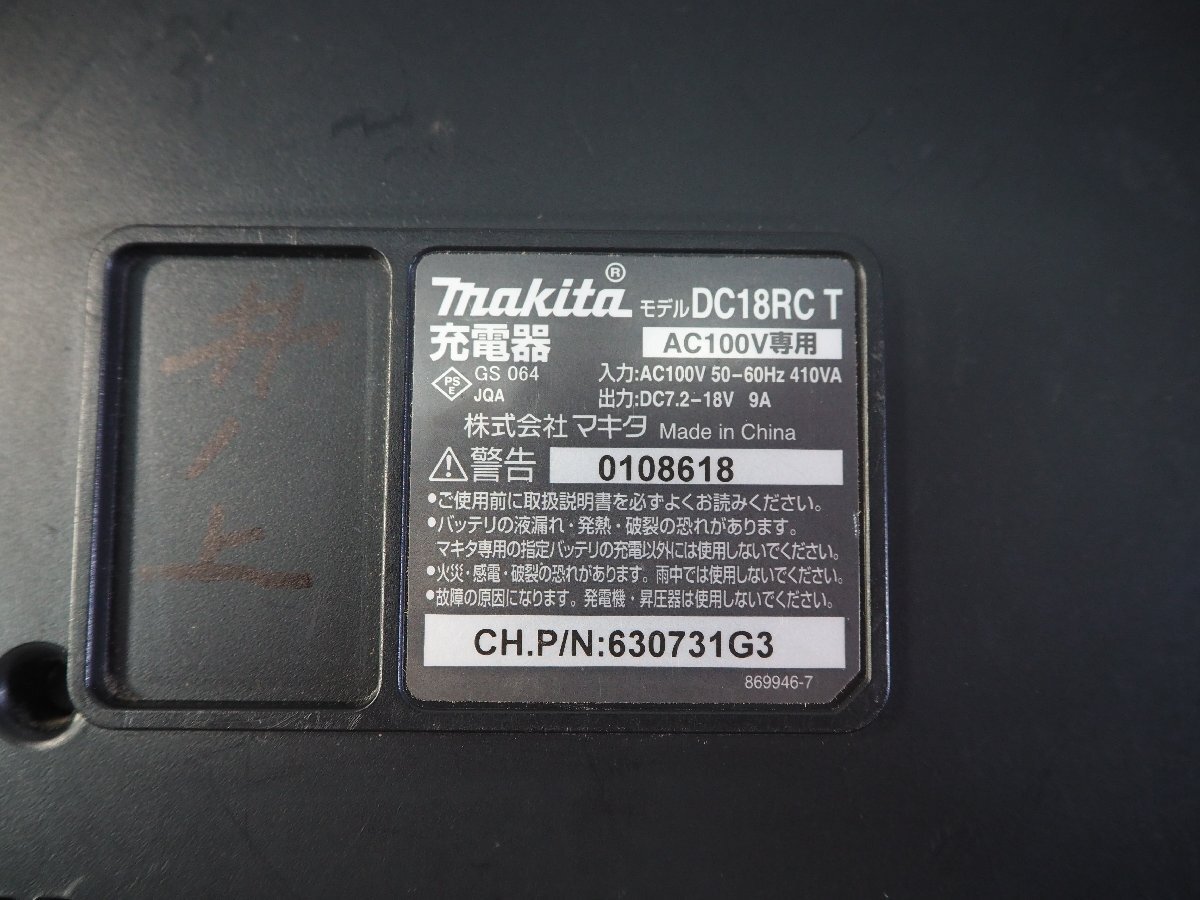 井ノ上
makita®
モデル DC18RC T
充電器
AC100V専用
PS E
GS 064
JQA
入力:AC100V 50-60Hz 410VA
出力:DC7.2-18V 9A
株式会社 マキタ Made in China
警告 0108618
•ご使用前に取扱説明書を必ずよくお読みください。
•バッテリの液漏れ・発熱・破裂の恐れがあります。
マキタ専用の指定バッテリの充電以外には使用しないでください。
•火災・感電・破裂の恐れがあります。雨中では使用しないでください。
•故障の原因になります。発電機・昇圧器は使用しないでください。
CH.P/N:630731G3
869946-7